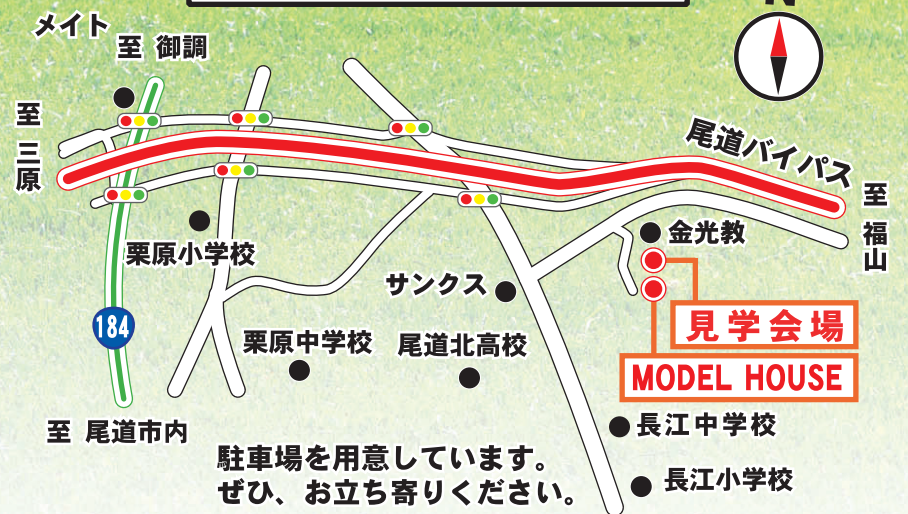 N
メイト
至 御調
至 三原
尾道バイパス
至 福山
金光教
栗原小学校
サンクス
184
見学会場
栗原中学校
尾道北高校
MODEL HOUSE
長江中学校
至 尾道市内
駐車場を用意しています。
長江小学校
ぜひ、お立ち寄りください。